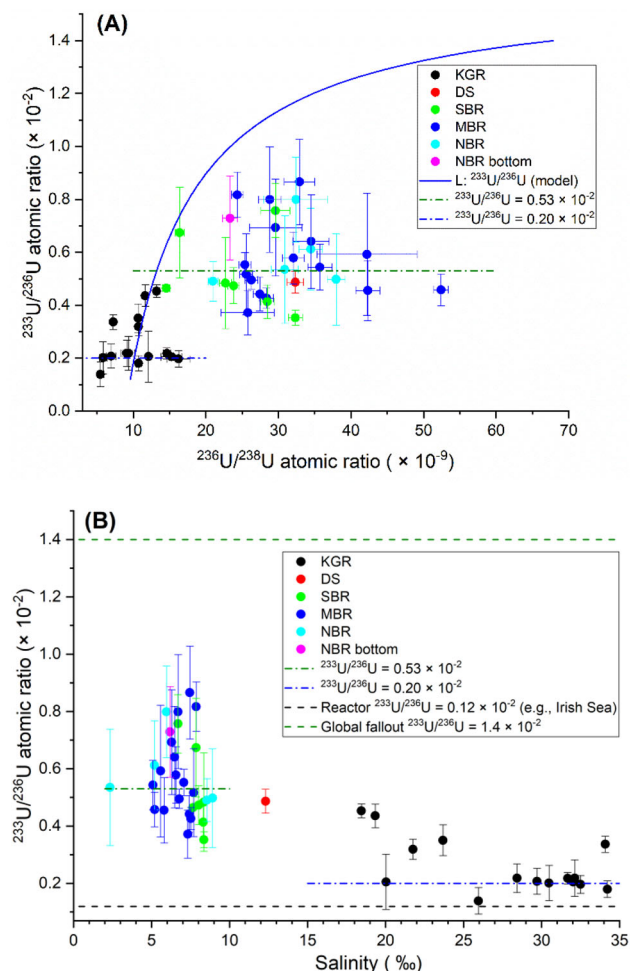 (A)
1.4
1.2
1.0
0.8
0.6
0.4
0.2
0.0
²³³U/²³⁶U atomic ratio (× 10⁻²)
KGR
DS
SBR
MBR
NBR
NBR bottom
L: ²³³U/²³⁶U (model)
²³³U/²³⁶U = 0.53 × 10⁻²
²³³U/²³⁶U = 0.20 × 10⁻²
10 20 30 40 50 60 70
²³⁶U/²³⁸U atomic ratio ( × 10⁻⁹)
(B)
1.4
1.2
1.0
0.8
0.6
0.4
0.2
²³³U/²³⁶U atomic ratio (× 10⁻²)
KGR
DS
SBR
MBR
NBR
NBR bottom
²³³U/²³⁶U = 0.53 × 10⁻²
²³³U/²³⁶U = 0.20 × 10⁻²
Reactor ²³³U/²³⁶U = 0.12 × 10⁻² (e.g., Irish Sea)
Global fallout ²³³U/²³⁶U = 1.4 × 10⁻²
0 5 10 15 20 25 30 35
Salinity ( ‰)